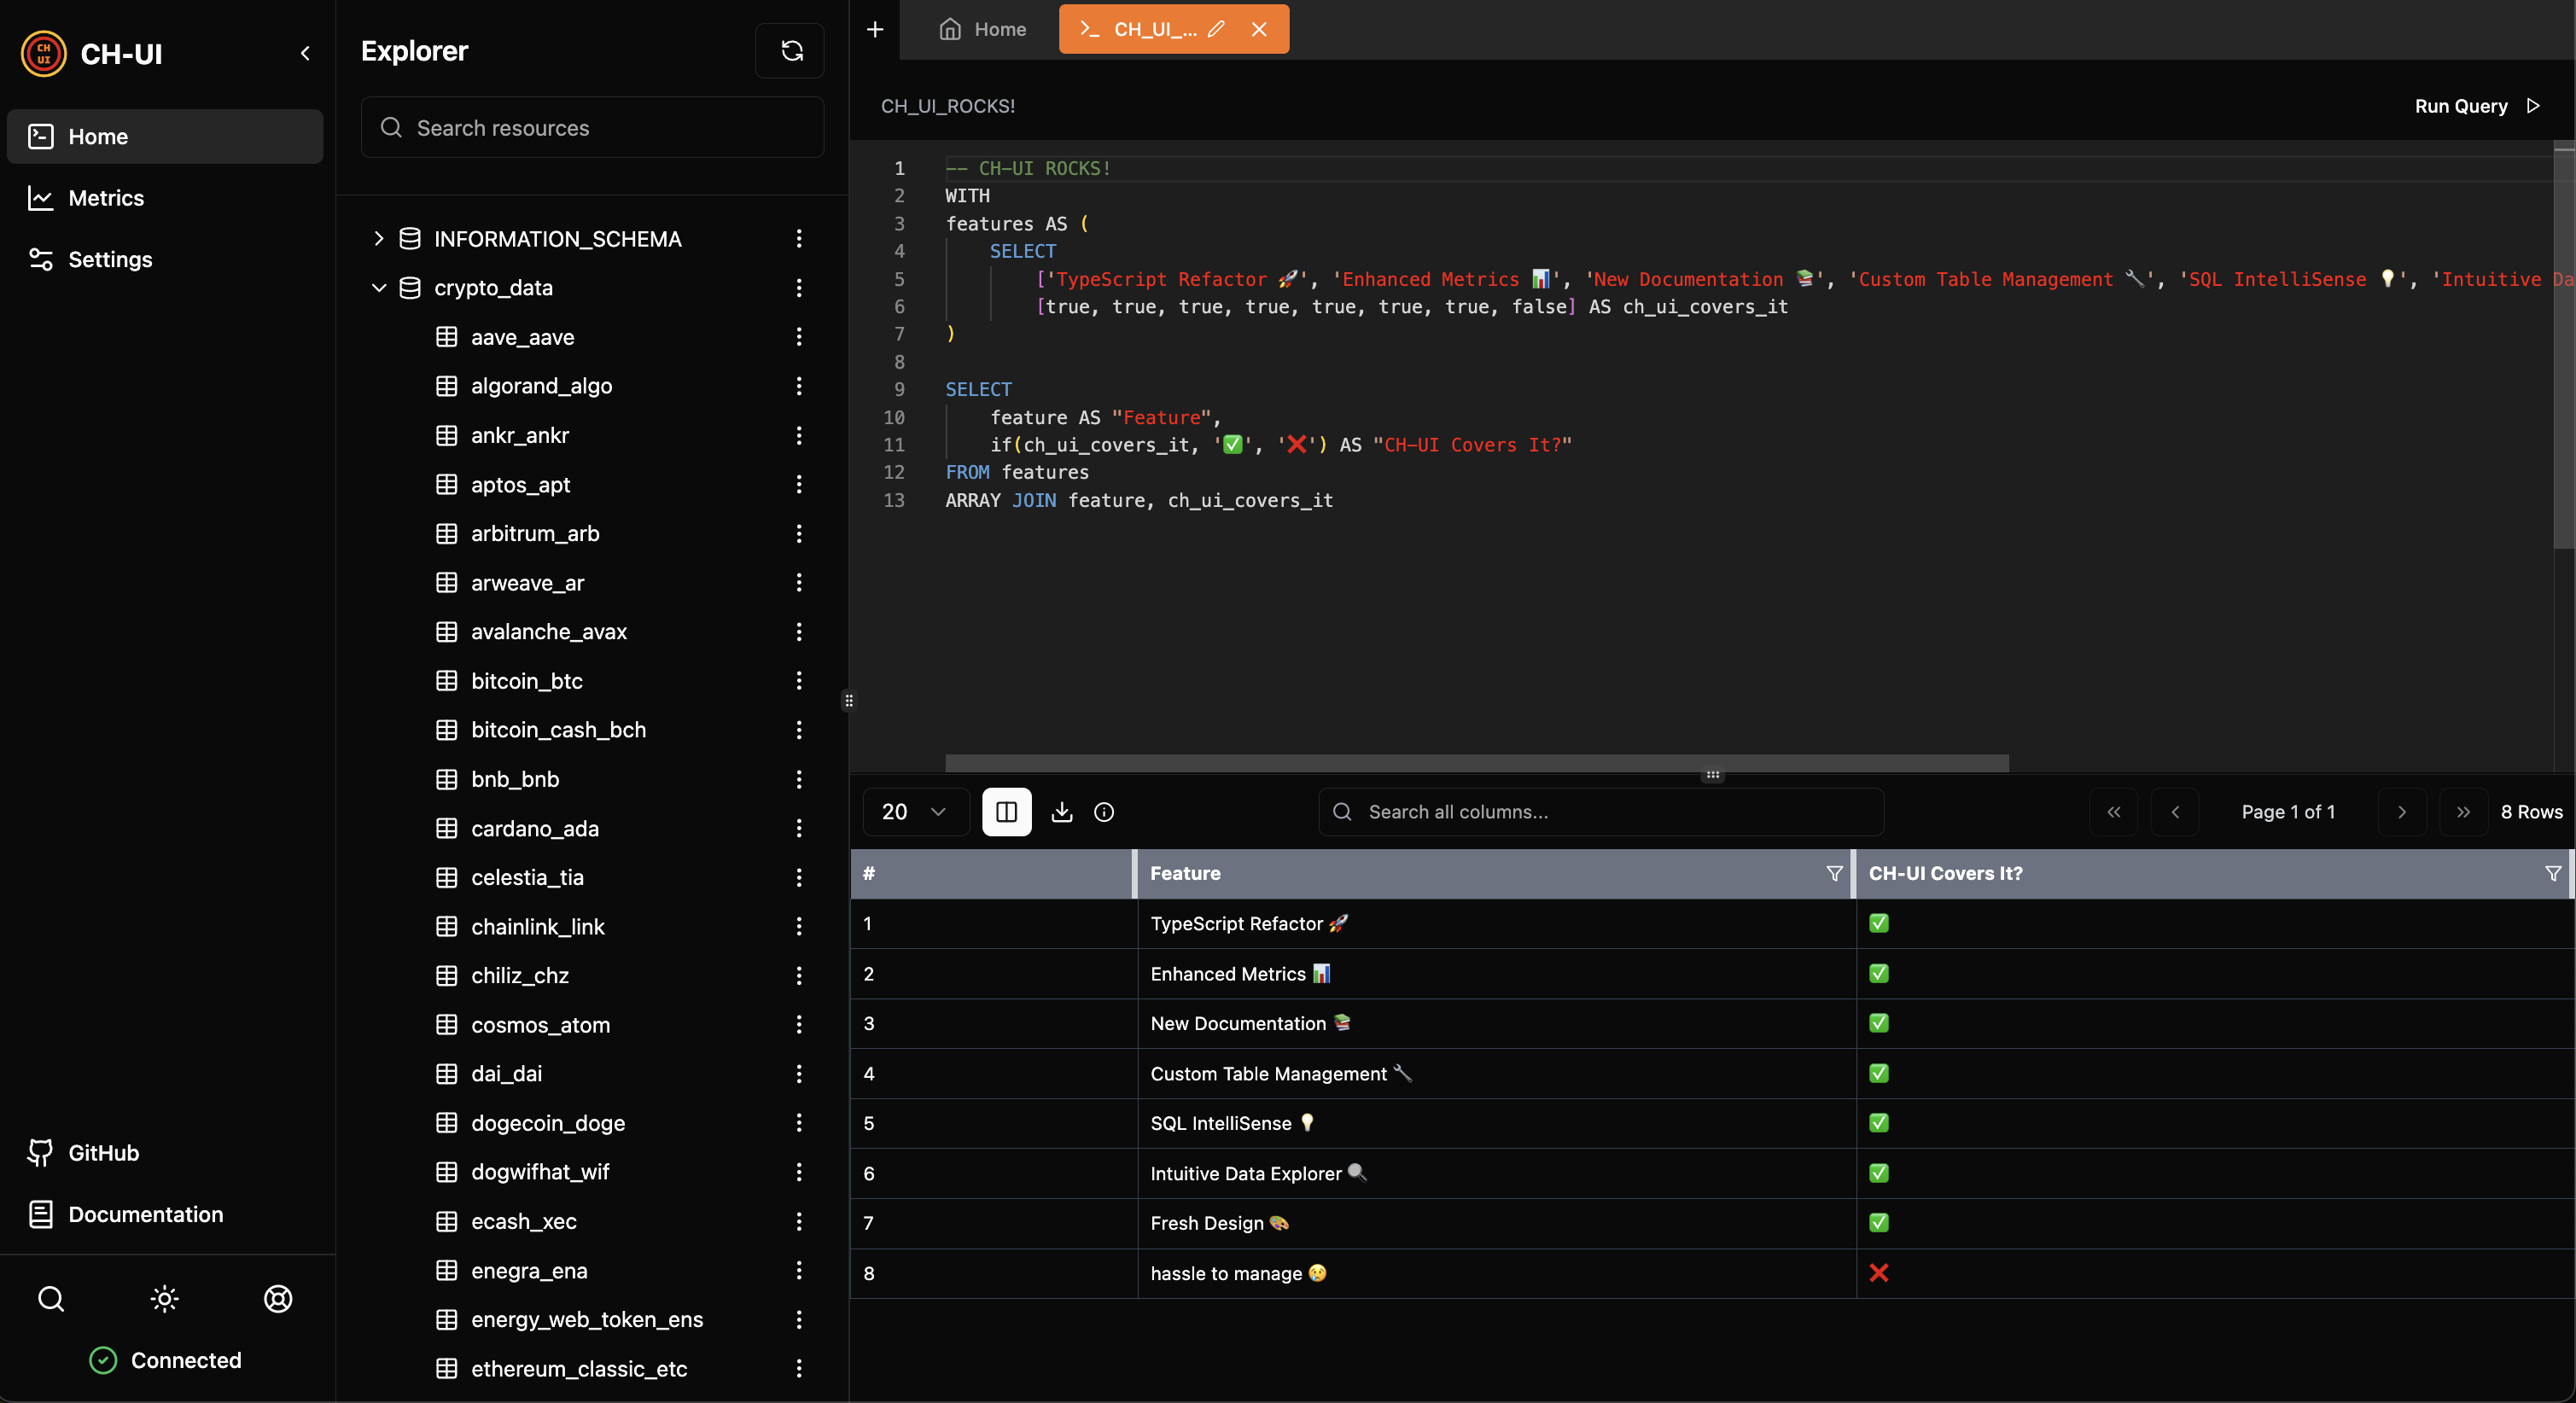 CH UI
CH-UI
Home
Metrics
Settings
GitHub
Documentation
Connected
Explorer
Search resources
INFORMATION_SCHEMA
crypto_data
aave_aave
algorand_algo
ankr_ankr
aptos_apt
arbitrum_arb
arweave_ar
avalanche_avax
bitcoin_btc
bitcoin_cash_bch
bnb_bnb
cardano_ada
celestia_tia
chainlink_link
chiliz_chz
cosmos_atom
dai_dai
dogecoin_doge
dogwifhat_wif
ecash_xec
enegra_ena
energy_web_token_ens
ethereum_classic_etc
+ Home CH_UI_...
CH_UI_ROCKS! Run Query
1 -- CH-UI ROCKS!
2 WITH
3 features AS (
4 SELECT
5 ['TypeScript Refactor 🚀', 'Enhanced Metrics 📊', 'New Documentation 📚', 'Custom Table Management 🔧', 'SQL IntelliSense 💡', 'Intuitive Da
6 [true, true, true, true, true, true, true, false] AS ch_ui_covers_it
7 )
8
9 SELECT
10 feature AS "Feature",
11 if(ch_ui_covers_it, '✅', '❌') AS "CH-UI Covers It?"
12 FROM features
13 ARRAY JOIN feature, ch_ui_covers_it
20 Search all columns... Page 1 of 1 8 Rows
# Feature CH-UI Covers It?
1 TypeScript Refactor 🚀 ✅
2 Enhanced Metrics 📊 ✅
3 New Documentation 📚 ✅
4 Custom Table Management 🔧 ✅
5 SQL IntelliSense 💡 ✅
6 Intuitive Data Explorer 🔍 ✅
7 Fresh Design 🎨 ✅
8 hassle to manage 😢 ❌